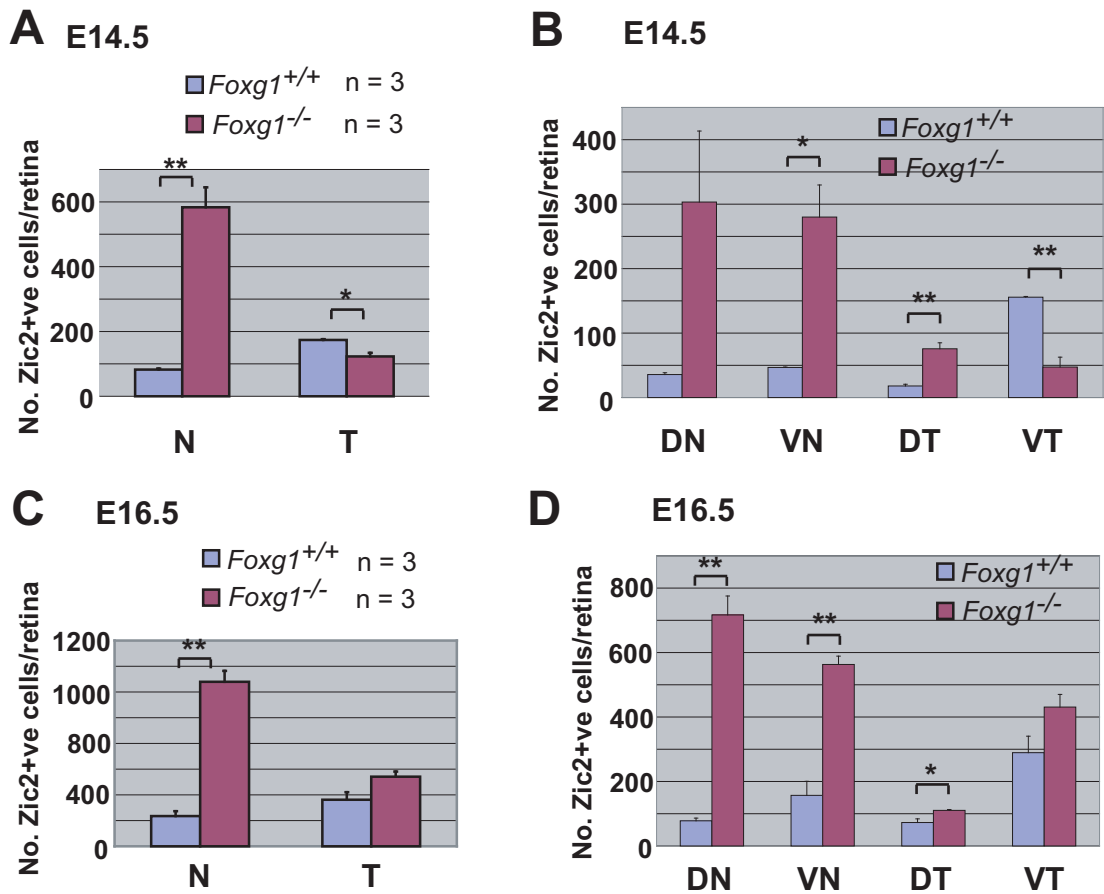 A E14.5
Foxg1+/+ n = 3
Foxg1-/- n = 3
No. Zic2+ve cells/retina
600
400
200
0
**
*
N T
B E14.5
Foxg1+/+
Foxg1-/-
No. Zic2+ve cells/retina
400
300
200
100
0
*
**
**
DN VN DT VT
C E16.5
Foxg1+/+ n = 3
Foxg1-/- n = 3
No. Zic2+ve cells/retina
1200
1000
800
400
200
0
**
N T
D E16.5
Foxg1+/+
Foxg1-/-
No. Zic2+ve cells/retina
800
600
400
200
0
**
**
*
DN VN DT VT